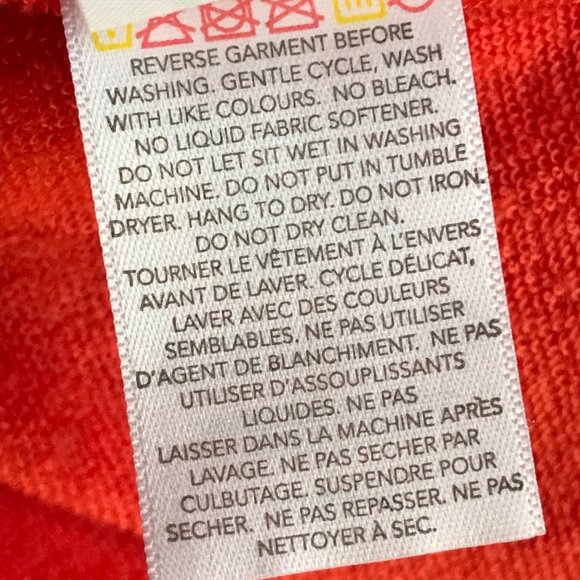 REVERSE GARMENT BEFORE
WASHING. GENTLE CYCLE, WASH
WITH LIKE COLOURS. NO BLEACH.
NO LIQUID FABRIC SOFTENER.
DO NOT LET SIT WET IN WASHING
MACHINE. DO NOT PUT IN TUMBLE
DRYER. HANG TO DRY. DO NOT IRON.
DO NOT DRY CLEAN.
TOURNER LE VÊTEMENT À L'ENVERS
AVANT DE LAVER. CYCLE DÉLICAT,
LAVER AVEC DES COULEURS
SEMBLABLES. NE PAS UTILISER
D'AGENT DE BLANCHIMENT. NE PAS
UTILISER D'ASSOUPLISSANTS
LIQUIDES. NE PAS
LAISSER DANS LA MACHINE APRÈS
LAVAGE. NE PAS SECHER PAR
CULBUTAGE. SUSPENDRE POUR
SECHER. NE PAS REPASSER. NE PAS
NETTOYER À SEC.